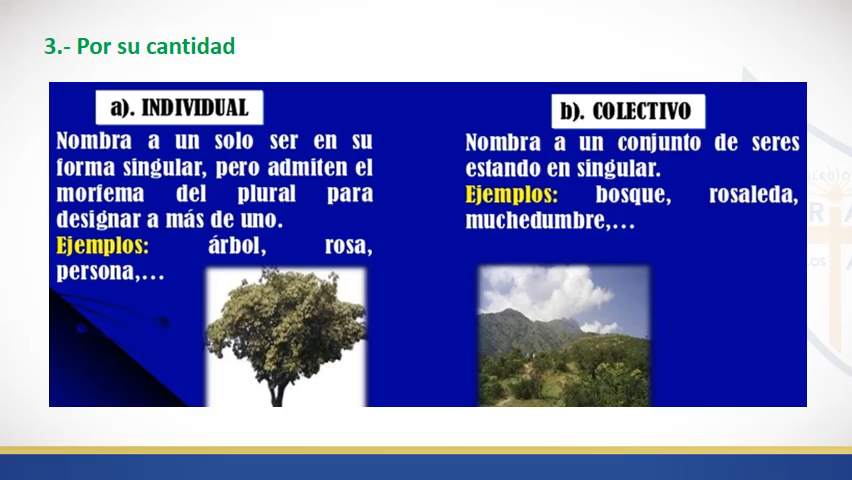 3.- Por su cantidad
a). INDIVIDUAL
Nombra a un solo ser en su
forma singular, pero admiten el
morfema del plural para
designar a más de uno.
Ejemplos: árbol, rosa,
persona,...
b). COLECTIVO
Nombra a un conjunto de seres
estando en singular.
Ejemplos: bosque, rosaleda,
muchedumbre,...